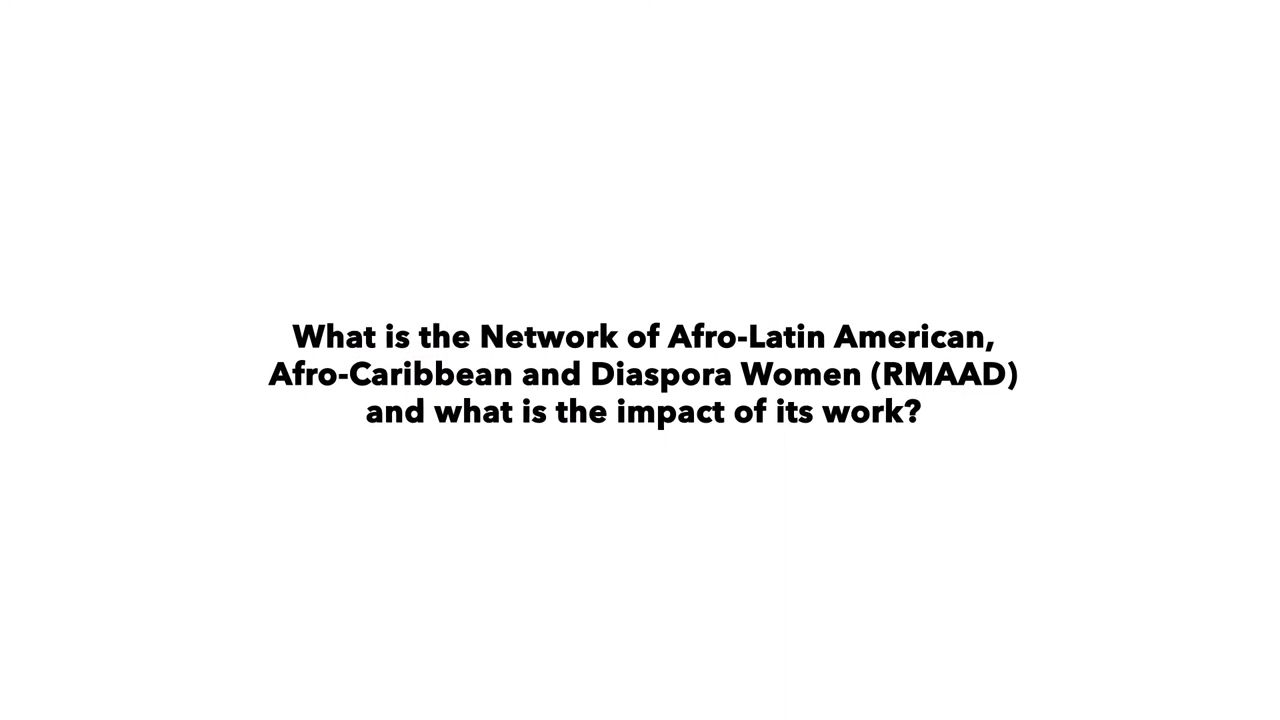 What is the Network of Afro-Latin American,
Afro-Caribbean and Diaspora Women (RMAAD)
and what is the impact of its work?